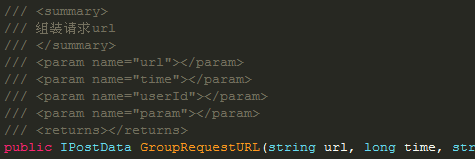 /// <summary>
/// 组装请求url
/// </summary>
/// <param name="url"></param>
/// <param name="time"></param>
/// <param name="userId"></param>
/// <param name="param"></param>
/// <returns></returns>
public IPostData GroupRequestURL(string url, long time, str